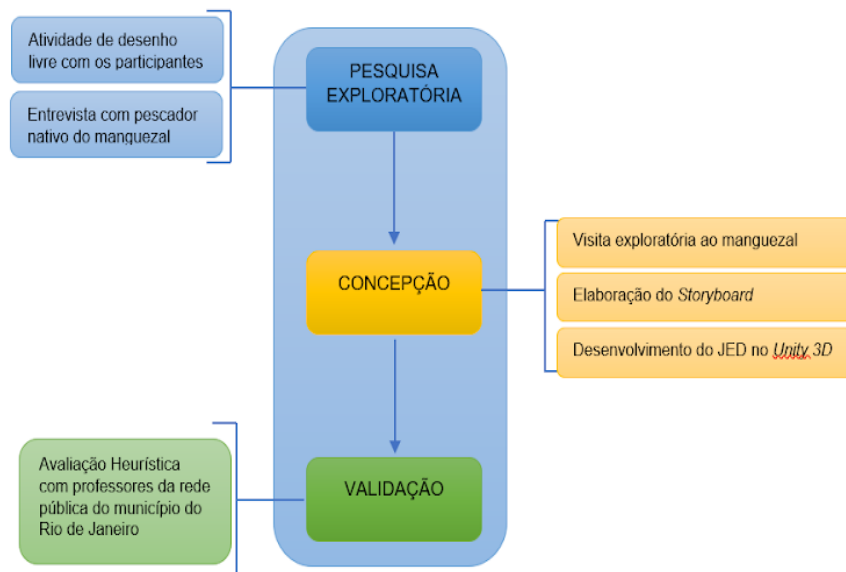 Atividade de desenho
livre com os participantes
Entrevista com pescador
nativo do manguezal
PESQUISA
EXPLORATÓRIA
CONCEPÇÃO
Visita exploratória ao manguezal
Elaboração do Storyboard
Desenvolvimento do JED no Unity 3D
Avaliação Heurística
com professores da rede
pública do município do
Rio de Janeiro
VALIDAÇÃO